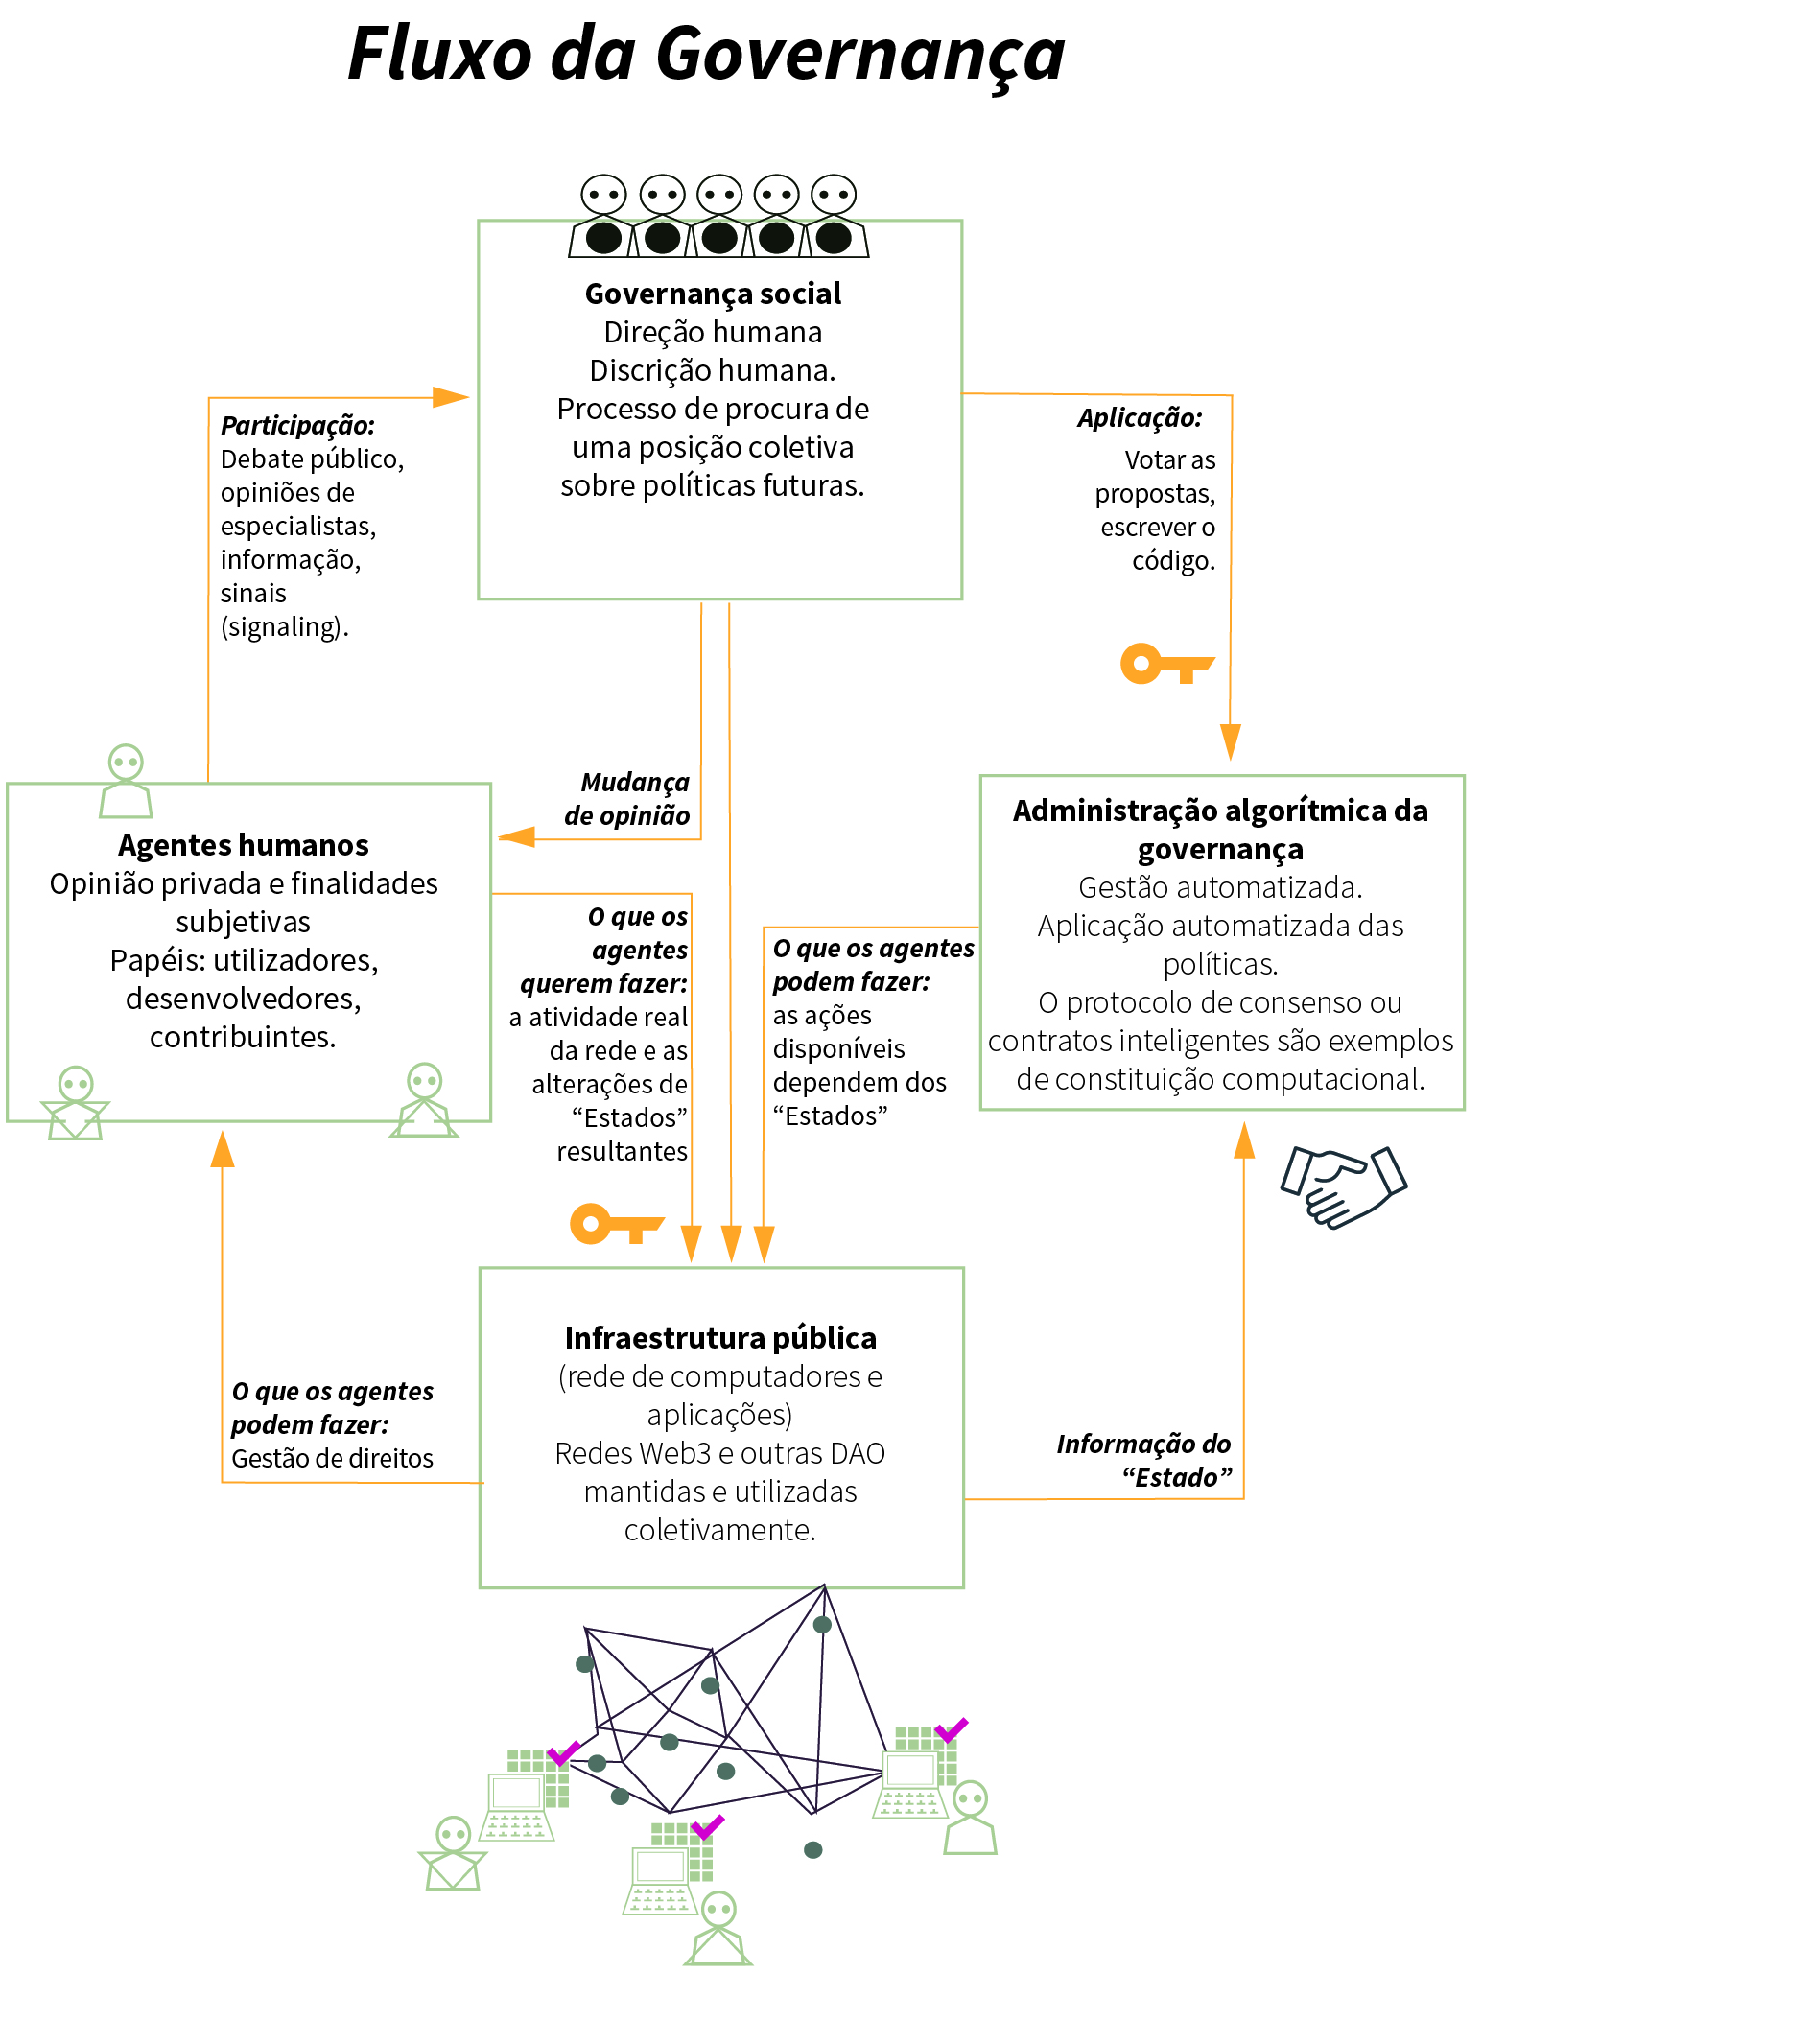 Fluxo da Governança
Governança social
Direção humana
Discrição humana.
Processo de procura de
uma posição coletiva
sobre políticas futuras.
Participação:
Debate público,
opiniões de
especialistas,
informação,
sinais
(signaling).
Aplicação:
Votar as
propostas,
escrever o
código.
Mudança
de opinião
Agentes humanos
Opinião privada e finalidades
subjetivas
Papéis: utilizadores,
desenvolvedores,
contribuintes.
O que os
agentes
querem fazer:
a atividade real
da rede e as
alterações de
“Estados”
resultantes
O que os agentes
podem fazer:
as ações
disponíveis
dependem dos
“Estados”
Administração algorítmica da
governança
Gestão automatizada.
Aplicação automatizada das
políticas.
O protocolo de consenso ou
contratos inteligentes são exemplos
de constituição computacional.
Infraestrutura pública
(rede de computadores e
aplicações)
Redes Web3 e outras DAO
mantidas e utilizadas
coletivamente.
O que os agentes
podem fazer:
Gestão de direitos
Informação do
“Estado”